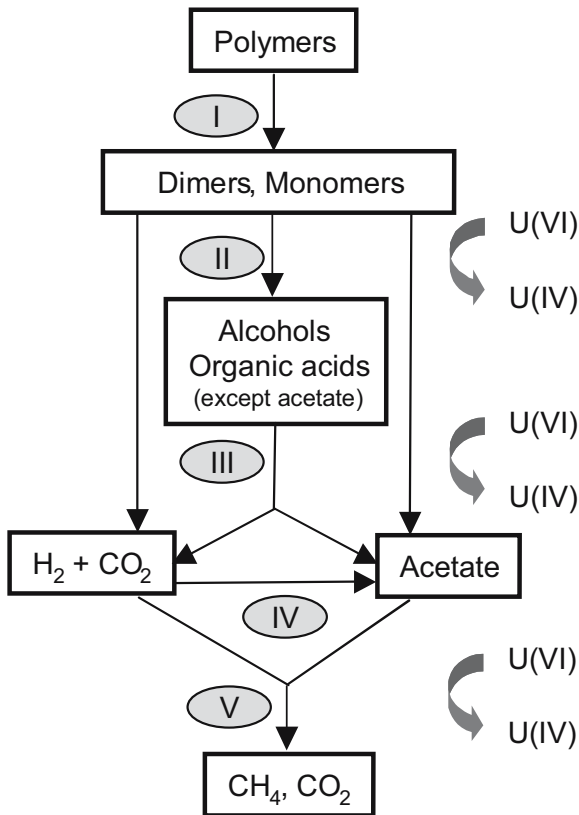 Polymers
I
Dimers, Monomers
U(VI)
II
U(IV)
Alcohols
Organic acids
(except acetate)
U(VI)
III
U(IV)
H₂ + CO₂
Acetate
IV
U(VI)
V
U(IV)
CH₄, CO₂